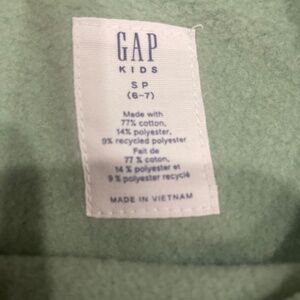 GAP
KIDS
S P
(6-7)
Made with
77% cotton,
14% polyester,
9% recycled polyester
Fait de
77 % coton,
14 % polyester et
9 % polyester recyclé
MADE IN VIETNAM